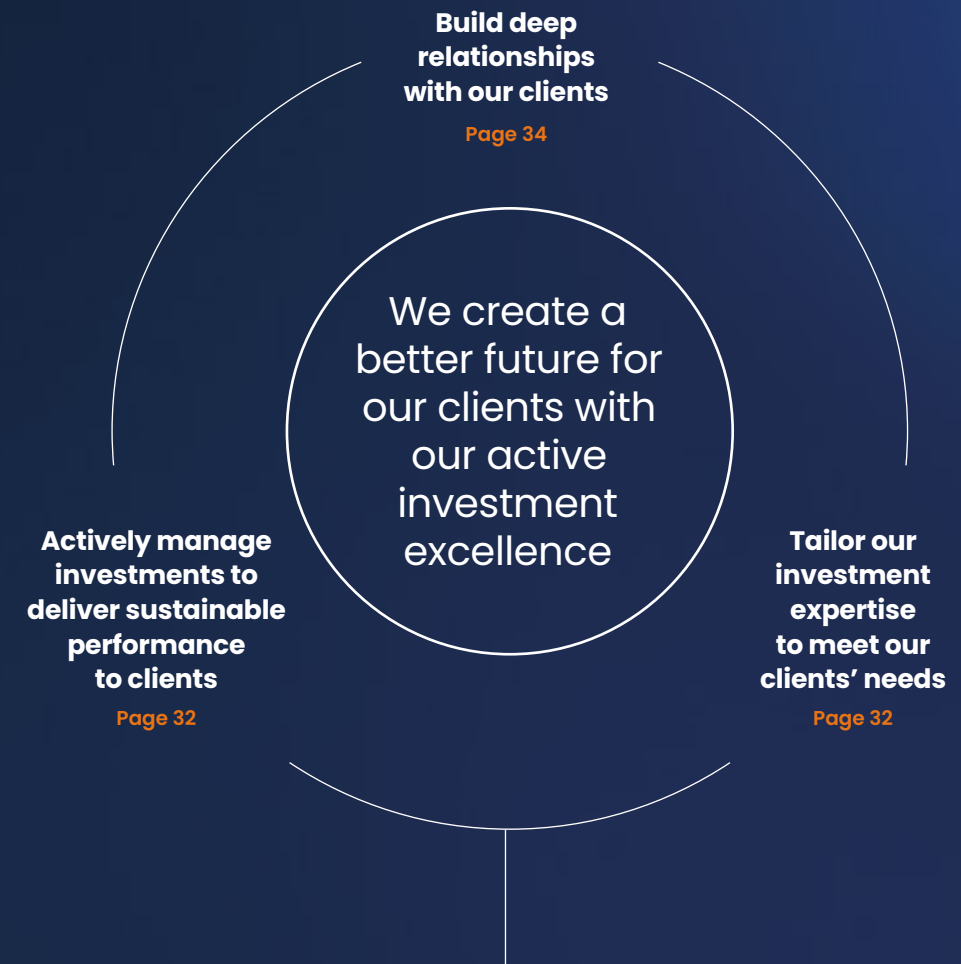 Build deep
relationships
with our clients
Page 34
We create a
better future for
our clients with
our active
investment
excellence
Actively manage
investments to
deliver sustainable
performance
to clients
Page 32
Tailor our
investment
expertise
to meet our
clients’ needs
Page 32